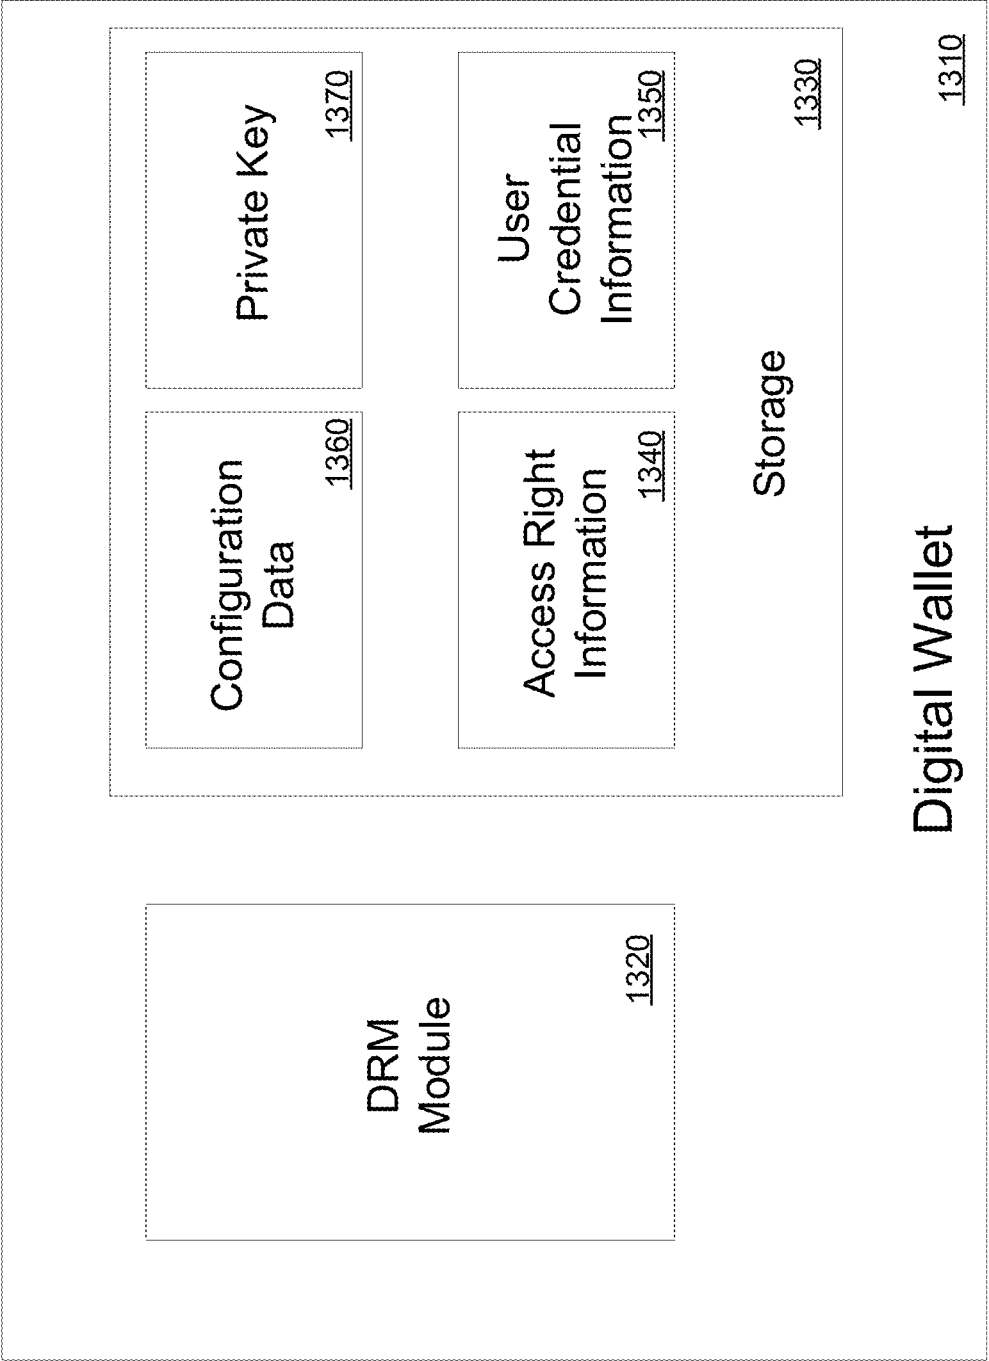 DRM
Module
1320
Configuration
Data
1360
Private Key
1370
Access Right
Information
1340
User
Credential
Information
1350
Storage
1330
Digital Wallet
1310